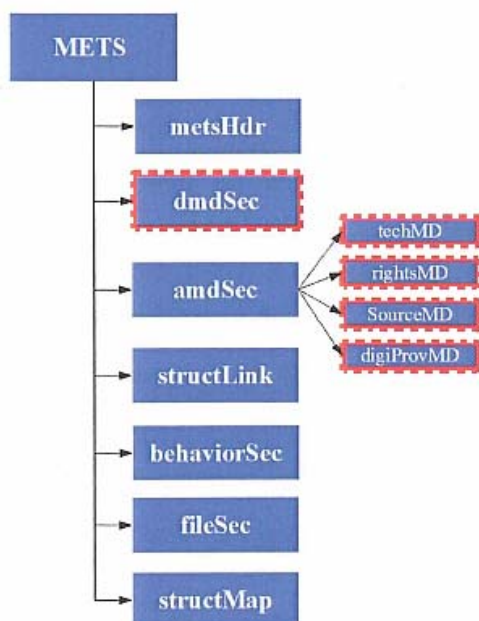 METS
metsHdr
dmdSec
amdSec
techMD
rightsMD
SourceMD
digiProvMD
structLink
behaviorSec
fileSec
structMap